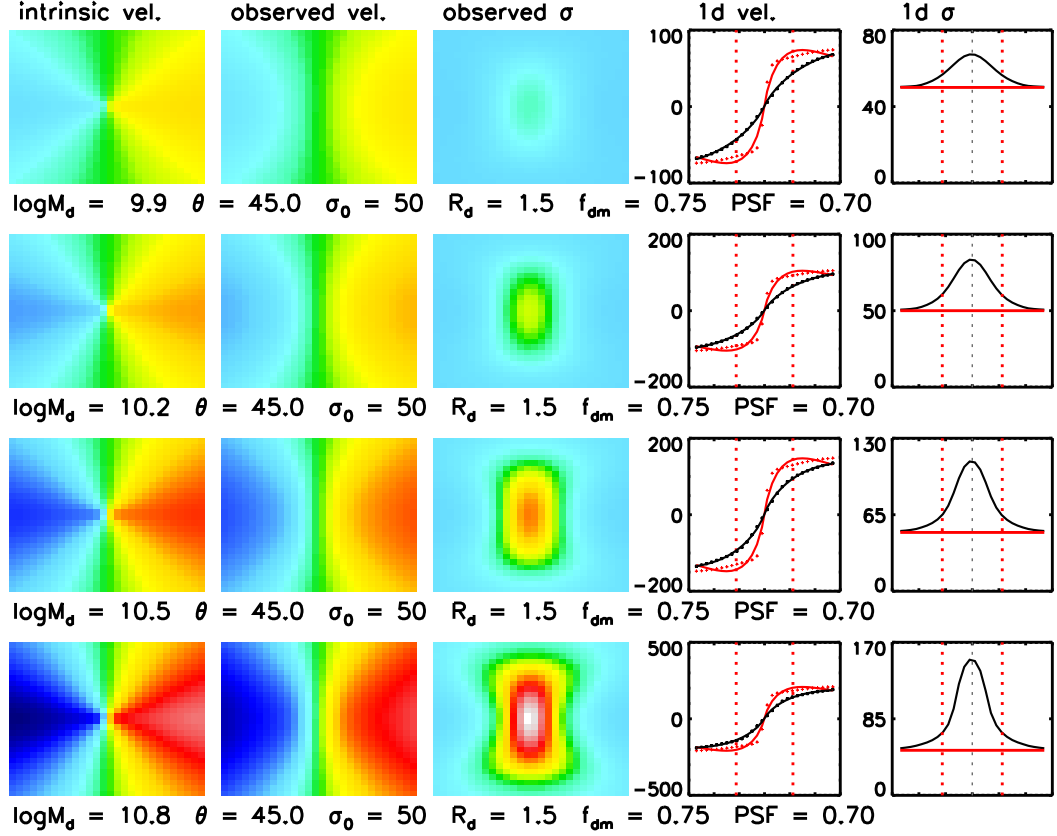 intrinsic vel. observed vel. observed σ 1d vel. 1d σ
100 0 −100
80 40 0
logM_d = 9.9 θ = 45.0 σ_0 = 50 R_d = 1.5 f_dm = 0.75 PSF = 0.70
200 0 −200
100 50 0
logM_d = 10.2 θ = 45.0 σ_0 = 50 R_d = 1.5 f_dm = 0.75 PSF = 0.70
200 0 −200
130 65 0
logM_d = 10.5 θ = 45.0 σ_0 = 50 R_d = 1.5 f_dm = 0.75 PSF = 0.70
500 0 −500
170 85 0
logM_d = 10.8 θ = 45.0 σ_0 = 50 R_d = 1.5 f_dm = 0.75 PSF = 0.70